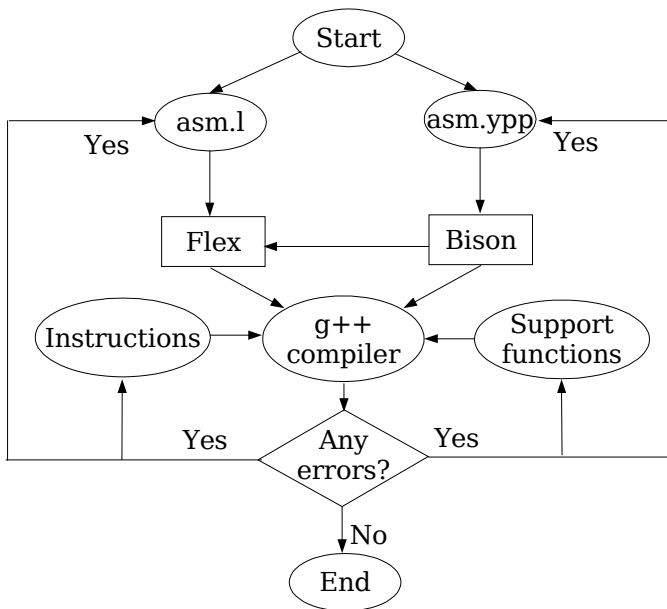 Start
asm.l
asm.ypp
Yes
Yes
Flex
Bison
Instructions
g++
compiler
Support
functions
Yes
Any
errors?
Yes
No
End